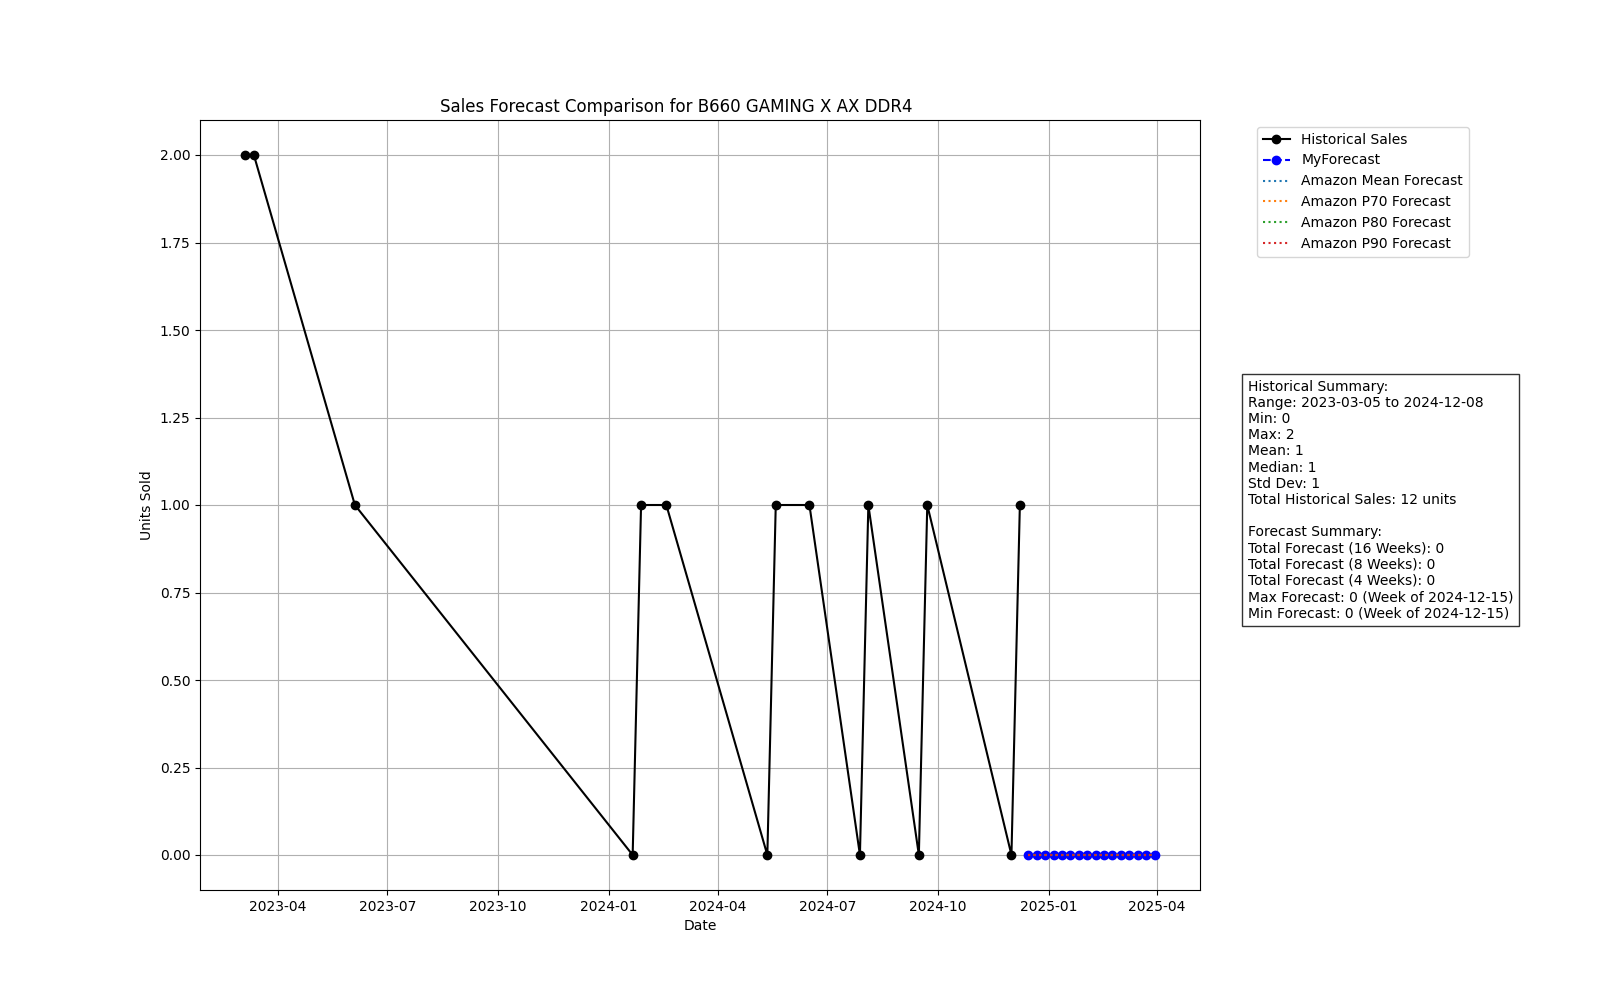 Sales Forecast Comparison for B660 GAMING X AX DDR4
Units Sold
2.00
1.75
1.50
1.25
1.00
0.75
0.50
0.25
0.00
2023-04 2023-07 2023-10 2024-01 2024-04 2024-07 2024-10 2025-01 2025-04
Date
Historical Sales
MyForecast
Amazon Mean Forecast
Amazon P70 Forecast
Amazon P80 Forecast
Amazon P90 Forecast
Historical Summary:
Range: 2023-03-05 to 2024-12-08
Min: 0
Max: 2
Mean: 1
Median: 1
Std Dev: 1
Total Historical Sales: 12 units
Forecast Summary:
Total Forecast (16 Weeks): 0
Total Forecast (8 Weeks): 0
Total Forecast (4 Weeks): 0
Max Forecast: 0 (Week of 2024-12-15)
Min Forecast: 0 (Week of 2024-12-15)